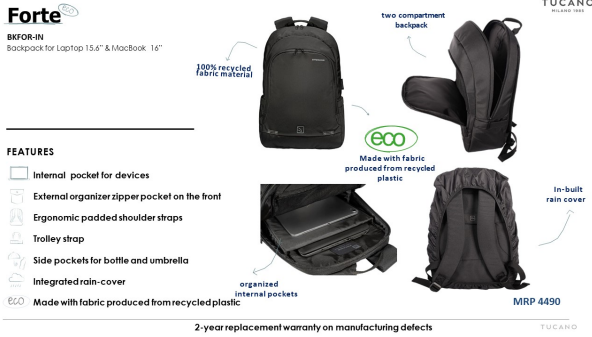 Forte
eco
TUCANO
MILANO 1985
BKFOR-IN
Backpack for Laptop 15.6" & MacBook 16"
two compartment
backpack
100% recycled
fabric material
eco
Made with fabric
produced from recycled
plastic
FEATURES
Internal pocket for devices
External organizer zipper pocket on the front
Ergonomic padded shoulder straps
Trolley strap
Side pockets for bottle and umbrella
Integrated rain-cover
eco
Made with fabric produced from recycled plastic
In-built
rain cover
organized
internal pockets
MRP 4490
2-year replacement warranty on manufacturing defects
TUCANO